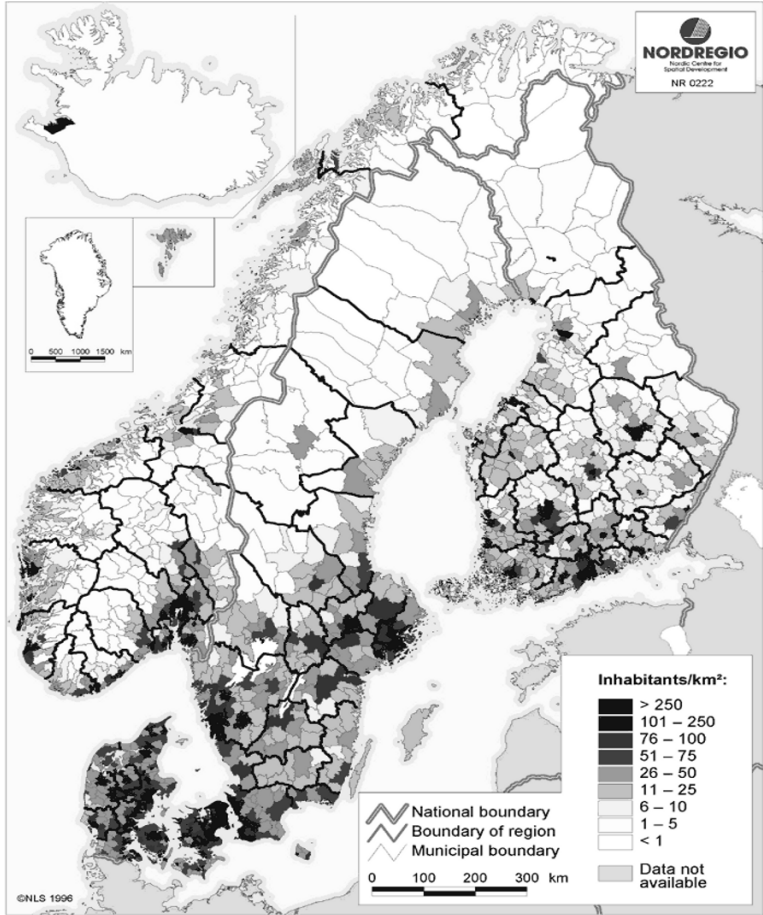 NORDREGIO
Nordic Centre for
Spatial Development
NR 0222
0 500 1000 1500 km
Inhabitants/km²:
> 250
101 – 250
76 – 100
51 – 75
26 – 50
11 – 25
6 – 10
1 – 5
< 1
Data not
available
National boundary
Boundary of region
Municipal boundary
0 100 200 300 km
©NLS 1996